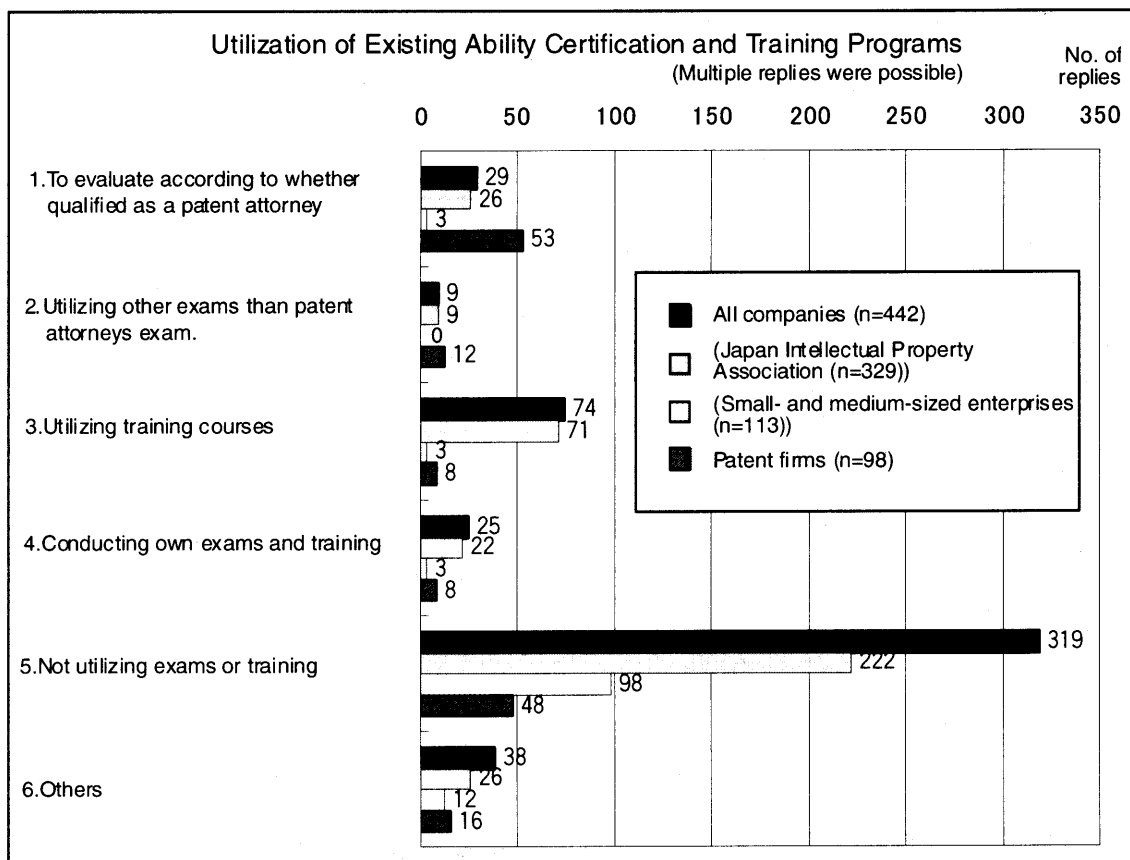 Utilization of Existing Ability Certification and Training Programs
(Multiple replies were possible)
No. of
replies
0 50 100 150 200 250 300 350
1.To evaluate according to whether
qualified as a patent attorney
29
26
3
53
2.Utilizing other exams than patent
attorneys exam.
9
9
0
12
3.Utilizing training courses
74
71
3
8
4.Conducting own exams and training
25
22
3
8
5.Not utilizing exams or training
319
222
98
48
6.Others
38
26
12
16
All companies (n=442)
(Japan Intellectual Property
Association (n=329))
(Small- and medium-sized enterprises
(n=113))
Patent firms (n=98)